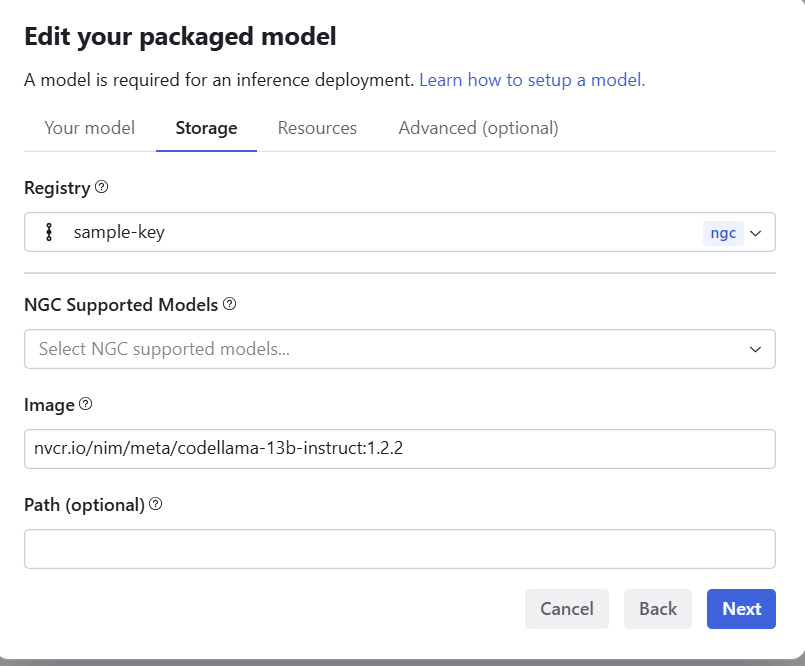 Edit your packaged model
A model is required for an inference deployment. Learn how to setup a model.
Your model Storage Resources Advanced (optional)
Registry
sample-key ngc
NGC Supported Models
Select NGC supported models...
Image
nvcr.io/nim/meta/codellama-13b-instruct:1.2.2
Path (optional)
Cancel Back Next